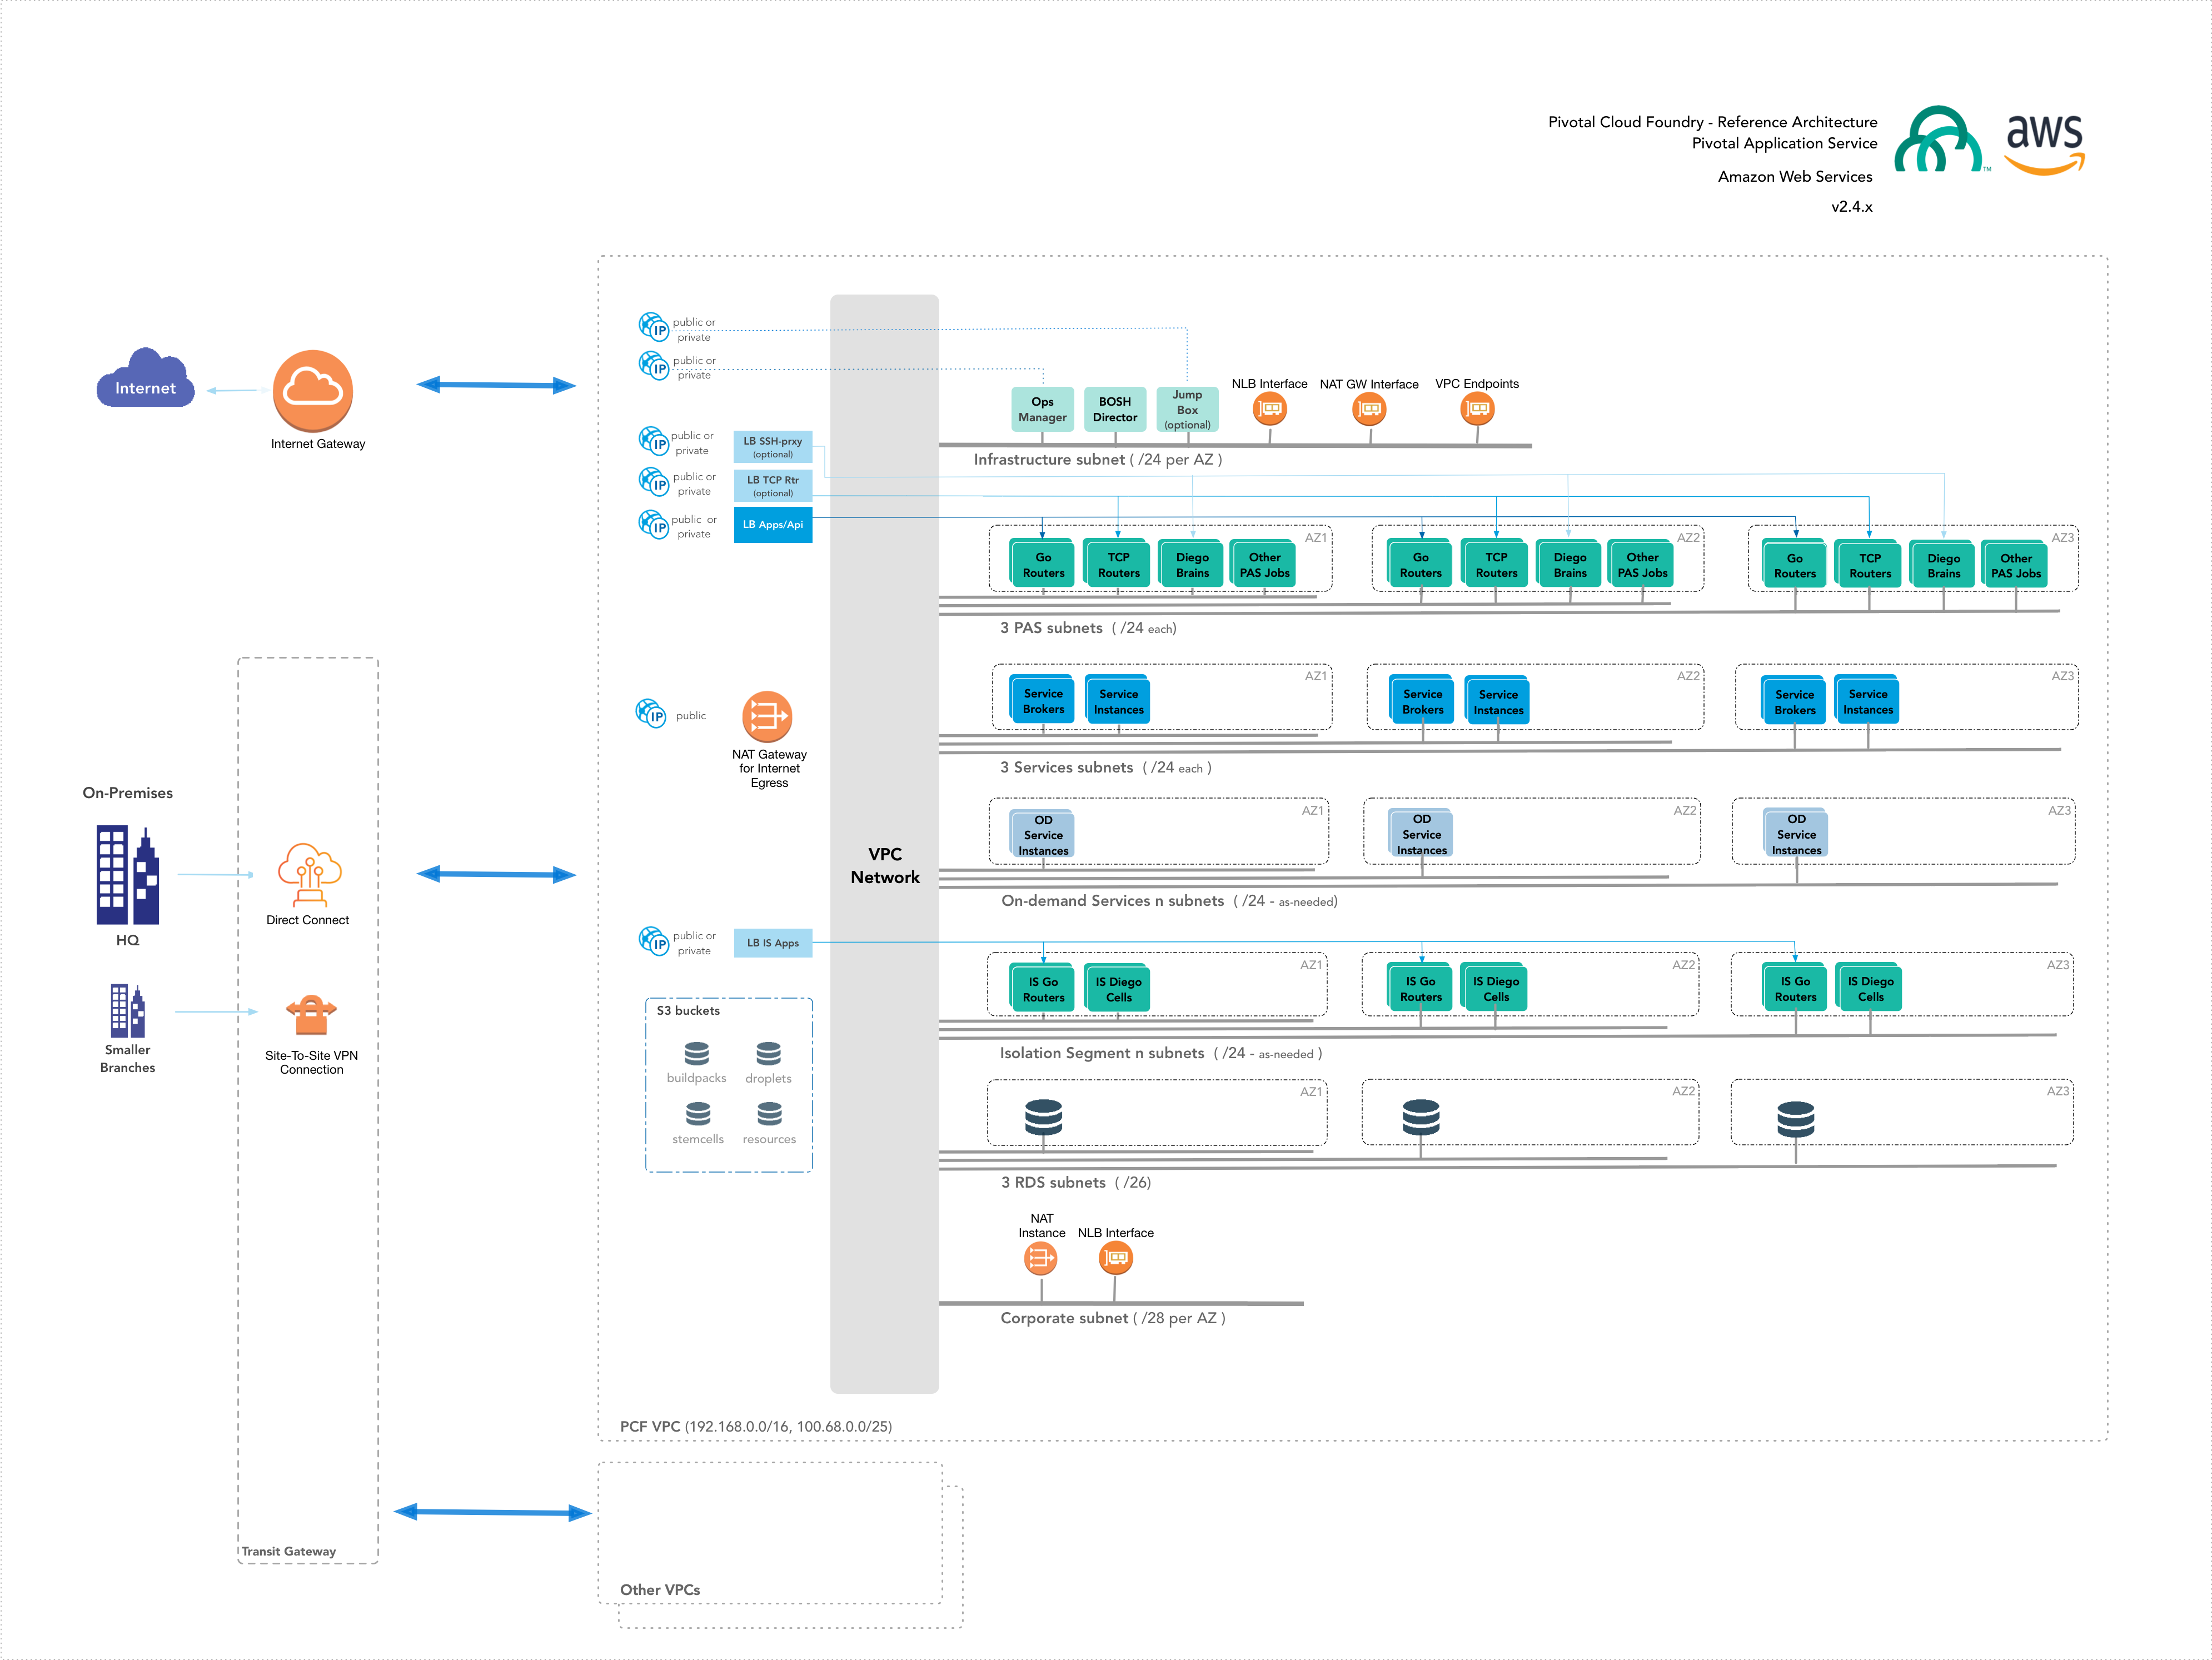 Pivotal Cloud Foundry - Reference Architecture
Pivotal Application Service
Amazon Web Services
v2.4.x
TM
aws
Internet
Internet Gateway
On-Premises
HQ
Smaller
Branches
Direct Connect
Site-To-Site VPN
Connection
Transit Gateway
IP
public or
private
IP
public or
private
IP
public or
private
LB SSH-prxy
(optional)
IP
public or
private
LB TCP Rtr
(optional)
IP
public or
private
LB Apps/Api
IP
public
NAT Gateway
for Internet
Egress
IP
public or
private
LB IS Apps
S3 buckets
buildpacks
droplets
stemcells
resources
VPC
Network
Ops
Manager
BOSH
Director
Jump
Box
(optional)
NLB Interface
NAT GW Interface
VPC Endpoints
Infrastructure subnet ( /24 per AZ )
AZ1
Go
Routers
TCP
Routers
Diego
Brains
Other
PAS Jobs
AZ2
Go
Routers
TCP
Routers
Diego
Brains
Other
PAS Jobs
AZ3
Go
Routers
TCP
Routers
Diego
Brains
Other
PAS Jobs
3 PAS subnets ( /24 each)
AZ1
Service
Brokers
Service
Instances
AZ2
Service
Brokers
Service
Instances
AZ3
Service
Brokers
Service
Instances
3 Services subnets ( /24 each )
AZ1
OD
Service
Instances
AZ2
OD
Service
Instances
AZ3
OD
Service
Instances
On-demand Services n subnets ( /24 - as-needed)
AZ1
IS Go
Routers
IS Diego
Cells
AZ2
IS Go
Routers
IS Diego
Cells
AZ3
IS Go
Routers
IS Diego
Cells
Isolation Segment n subnets ( /24 - as-needed )
AZ1
AZ2
AZ3
3 RDS subnets ( /26)
NAT
Instance
NLB Interface
Corporate subnet ( /28 per AZ )
PCF VPC (192.168.0.0/16, 100.68.0.0/25)
Other VPCs